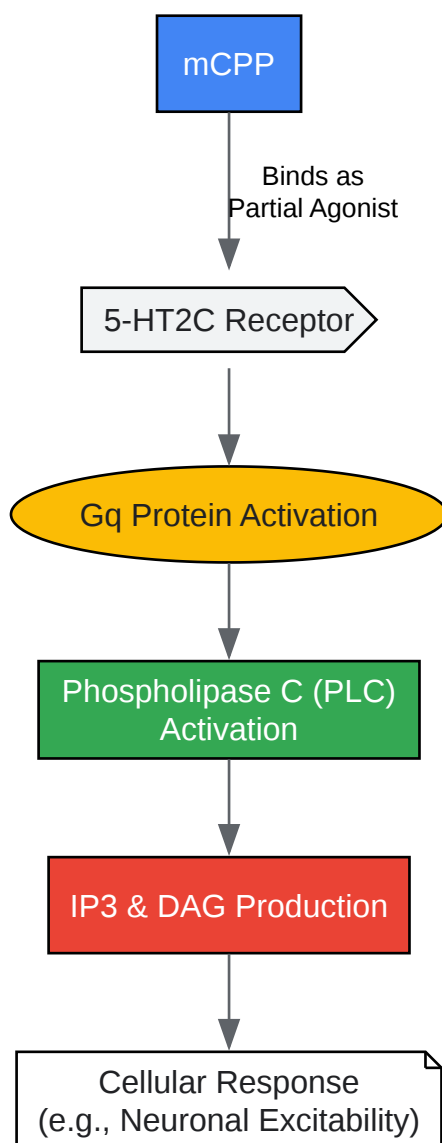 mCPP
Binds as
Partial Agonist
5-HT2C Receptor
Gq Protein Activation
Phospholipase C (PLC)
Activation
IP3 & DAG Production
Cellular Response
(e.g., Neuronal Excitability)